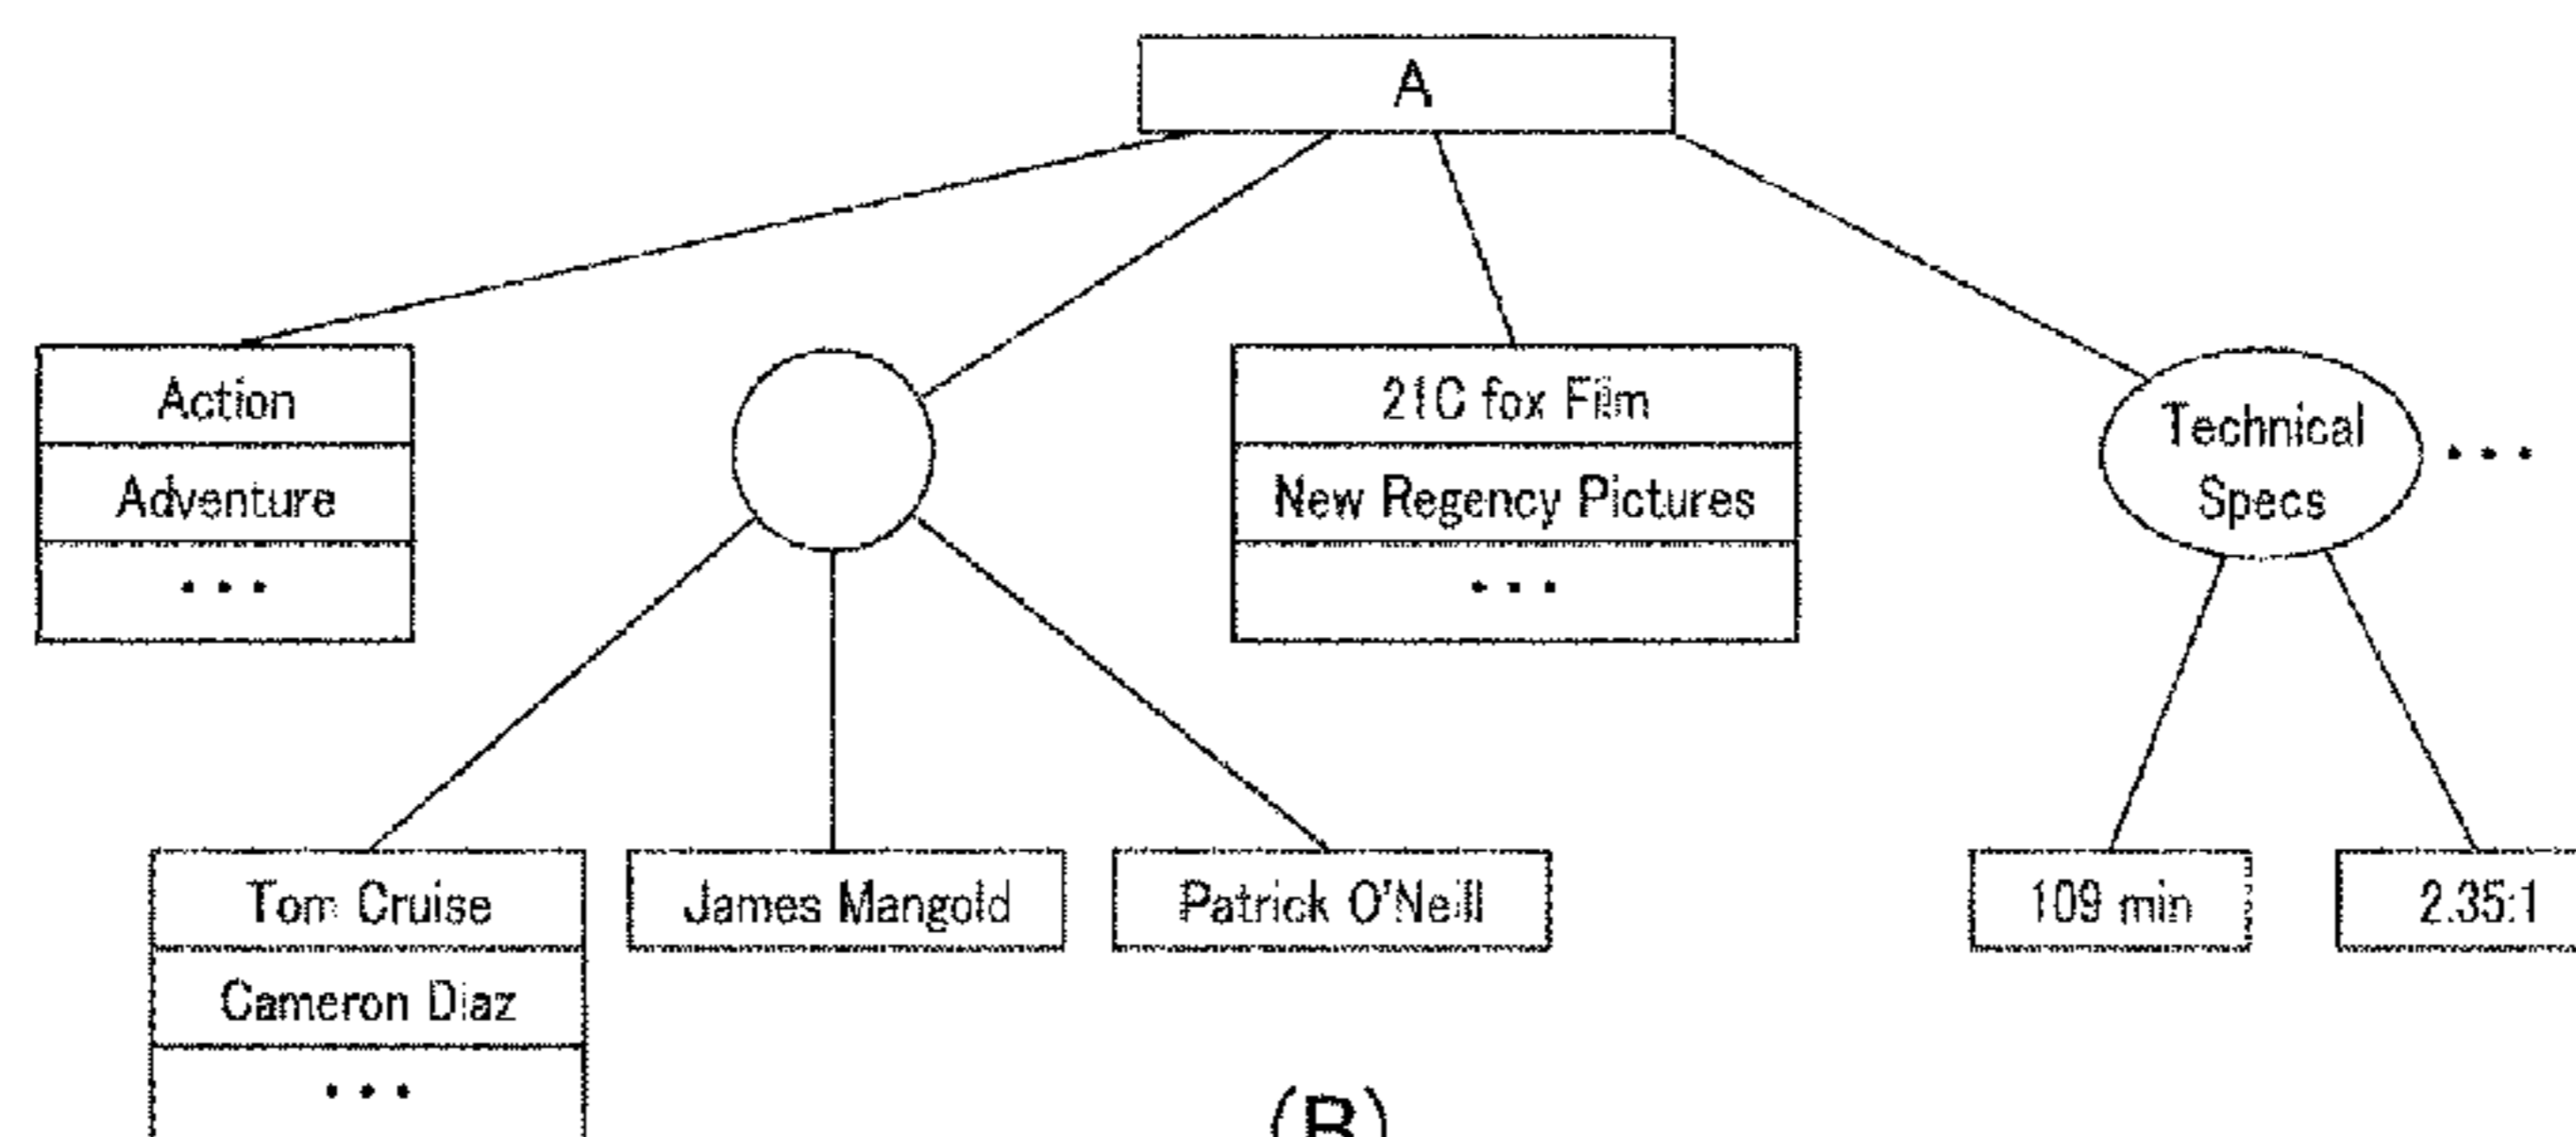 A
Action
Adventure
• • •
21C fox Film
New Regency Pictures
• • •
Technical
Specs
• • •
Tom Cruise
Cameron Diaz
• • •
James Mangold
Patrick O'Neill
109 min
2.35:1
(B)